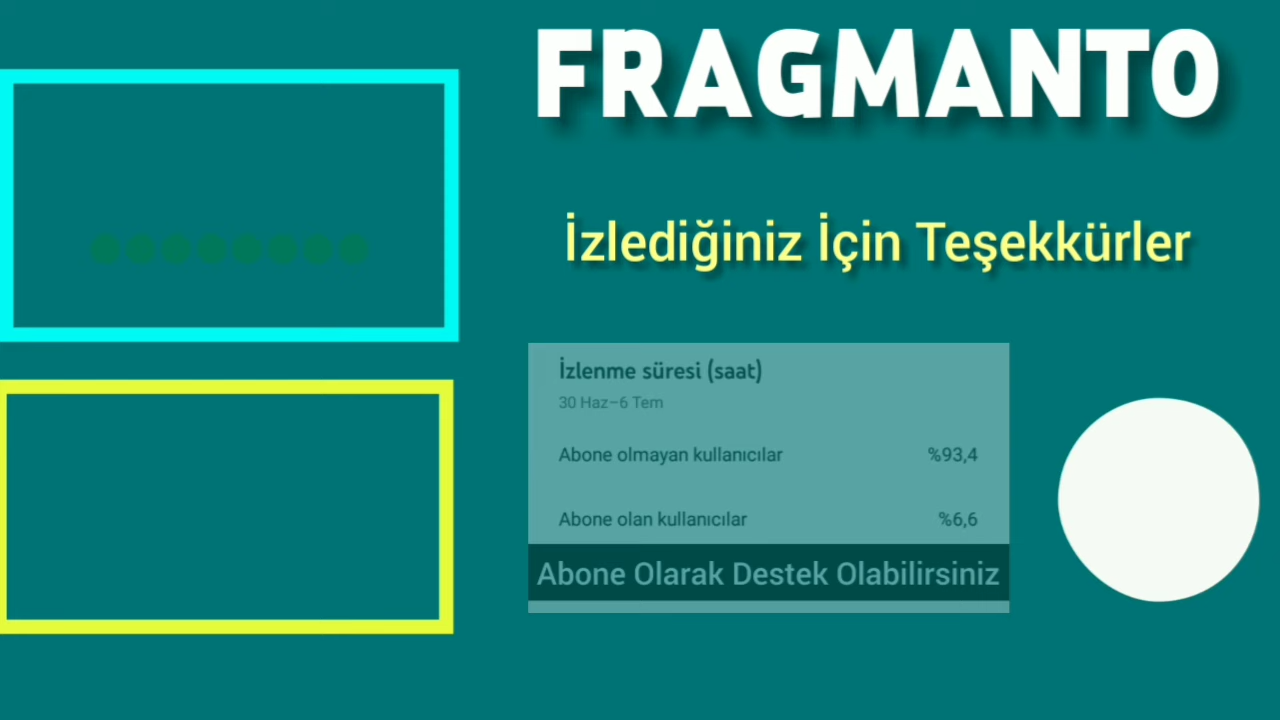 FRAGMANTO
İzlediğiniz İçin Teşekkürler
İzlenme süresi (saat)
30 Haz–6 Tem
Abone olmayan kullanıcılar %93,4
Abone olan kullanıcılar %6,6
Abone Olarak Destek Olabilirsiniz